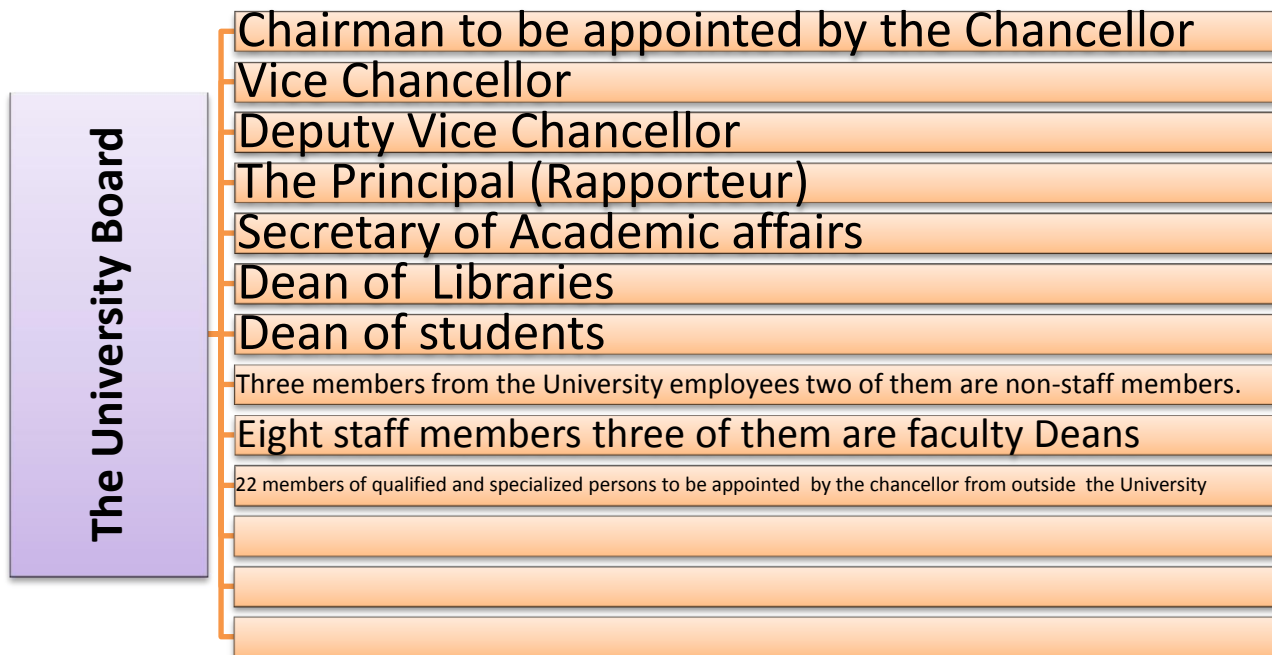 The University Board
Chairman to be appointed by the Chancellor
Vice Chancellor
Deputy Vice Chancellor
The Principal (Rapporteur)
Secretary of Academic affairs
Dean of  Libraries
Dean of students
Three members from the University employees two of them are non-staff members.
Eight staff members three of them are faculty Deans
22 members of qualified and specialized persons to be appointed  by the chancellor from outside  the University